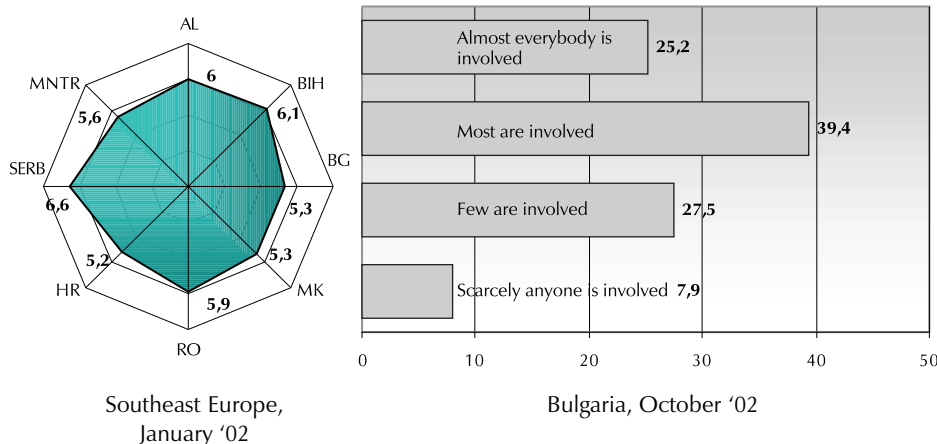 AL
6
MNTR
BIH
5,6
6,1
SERB
BG
6,6
5,3
5,2
5,3
HR
5,9
MK
RO
Southeast Europe,
January ‘02
Almost everybody is
involved
25,2
Most are involved
39,4
Few are involved
27,5
Scarcely anyone is involved 7,9
0 10 20 30 40 50
Bulgaria, October ‘02